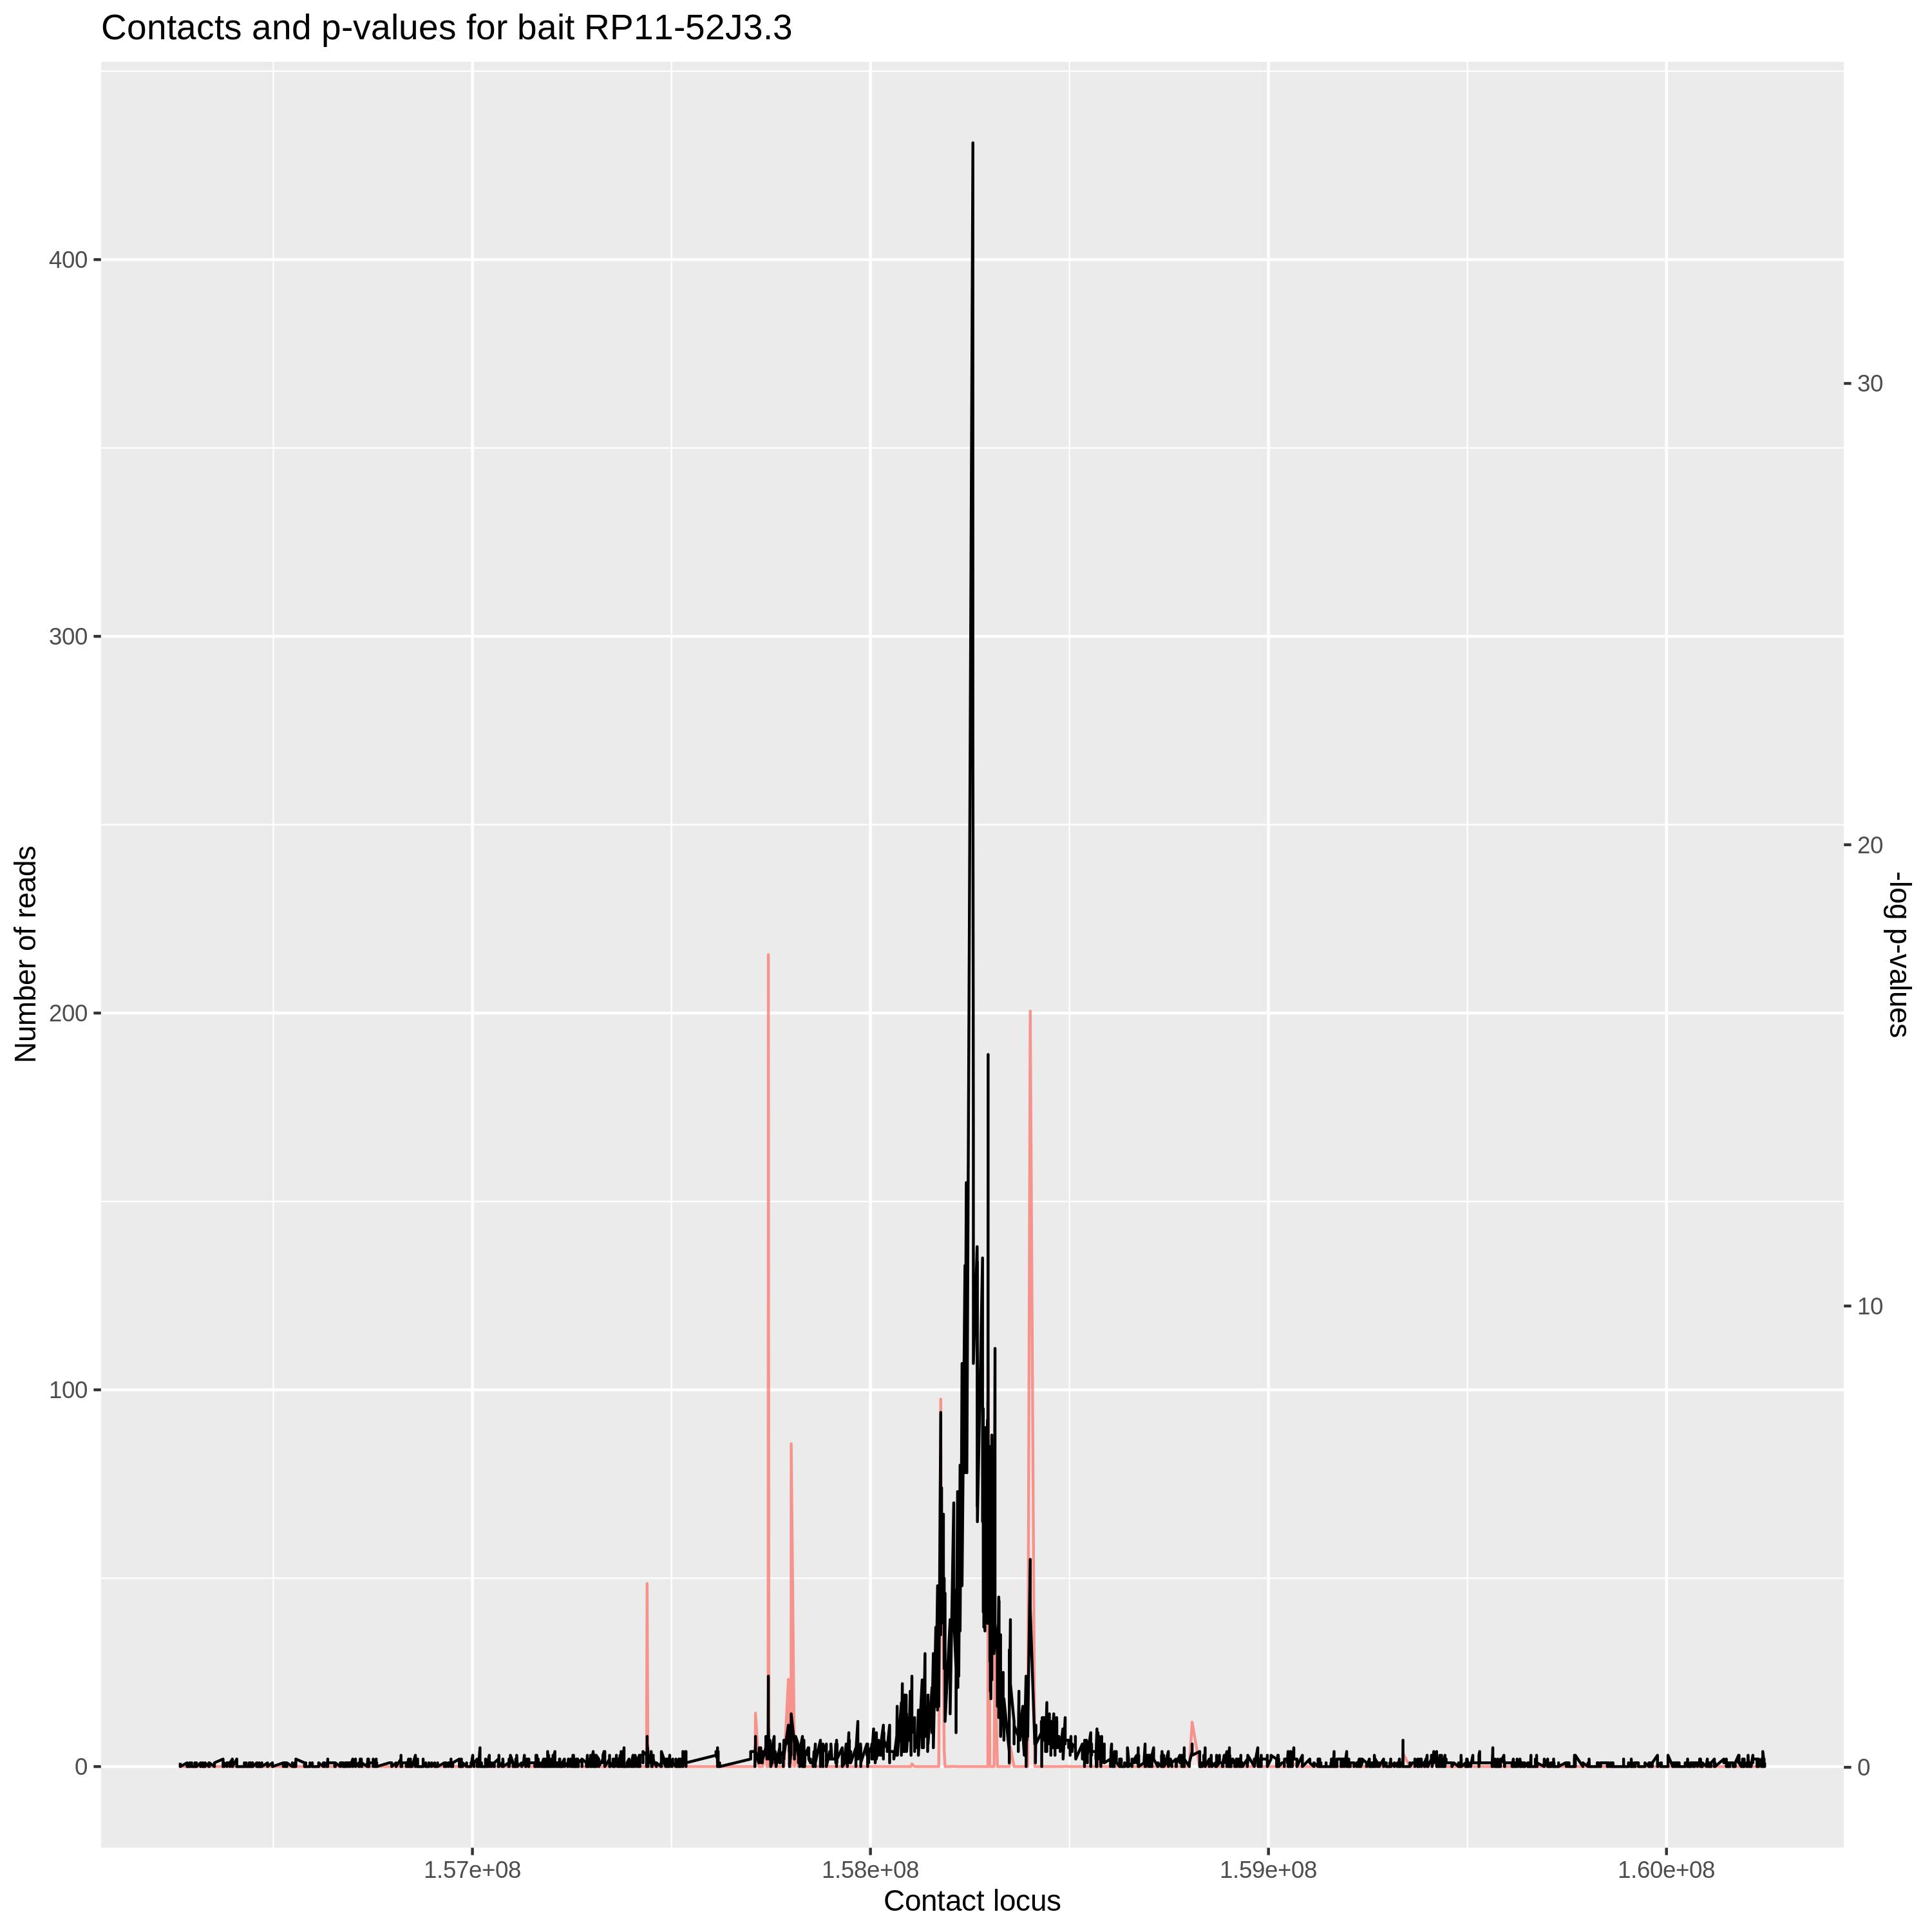 Contacts and p-values for bait RP11-52J3.3
Number of reads
400
300
200
100
0
30
20
10
0
-log p-values
1.57e+08
1.58e+08
1.59e+08
1.60e+08
Contact locus